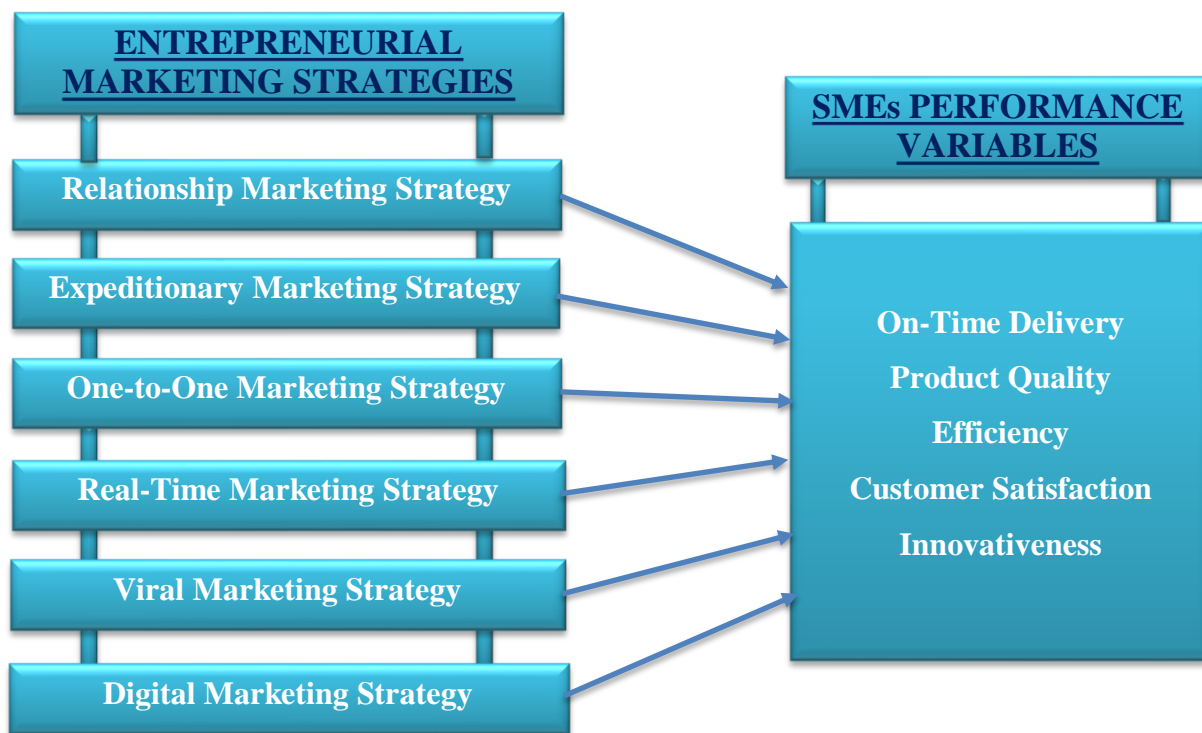 ENTREPRENEURIAL
MARKETING STRATEGIES
Relationship Marketing Strategy
Expeditionary Marketing Strategy
One-to-One Marketing Strategy
Real-Time Marketing Strategy
Viral Marketing Strategy
Digital Marketing Strategy
SMEs PERFORMANCE
VARIABLES
On-Time Delivery
Product Quality
Efficiency
Customer Satisfaction
Innovativeness